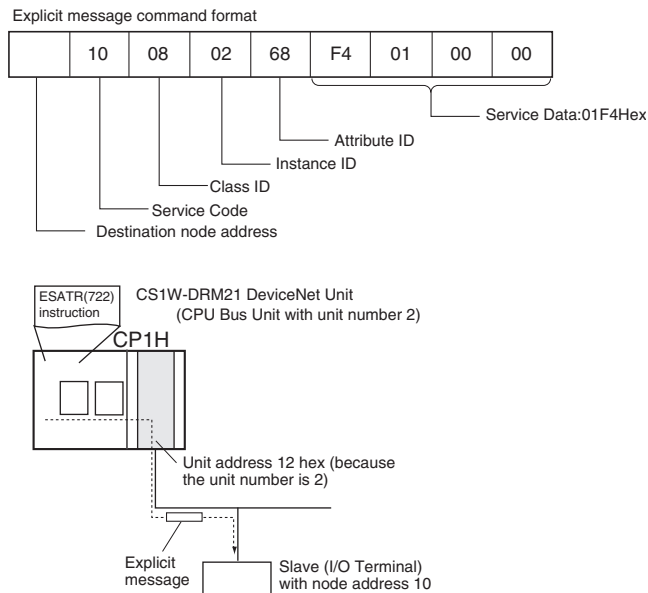 Explicit message command format
10 08 02 68 F4 01 00 00
Service Data:01F4Hex
Attribute ID
Instance ID
Class ID
Service Code
Destination node address
ESATR(722)
instruction
CS1W-DRM21 DeviceNet Unit
(CPU Bus Unit with unit number 2)
CP1H
Unit address 12 hex (because
the unit number is 2)
Explicit
message
Slave (I/O Terminal)
with node address 10